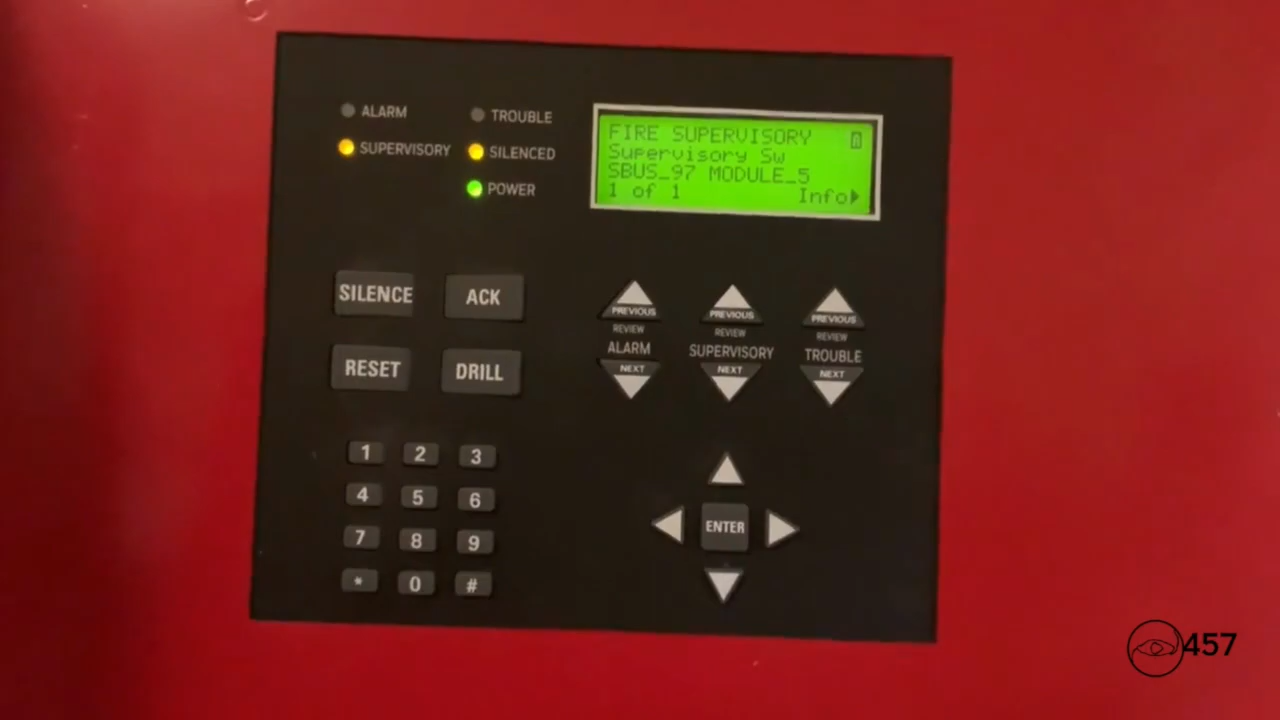 ALARM
TROUBLE
SUPERVISORY
SILENCED
POWER
FIRE SUPERVISORY
Supervisory Sw
SBUS_97 MODULE_5
1 of 1 Info
SILENCE
ACK
RESET
DRILL
PREVIOUS
REVIEW
ALARM
NEXT
PREVIOUS
REVIEW
SUPERVISORY
NEXT
PREVIOUS
REVIEW
TROUBLE
NEXT
1 2 3
4 5 6
7 8 9
* 0 #
ENTER
457